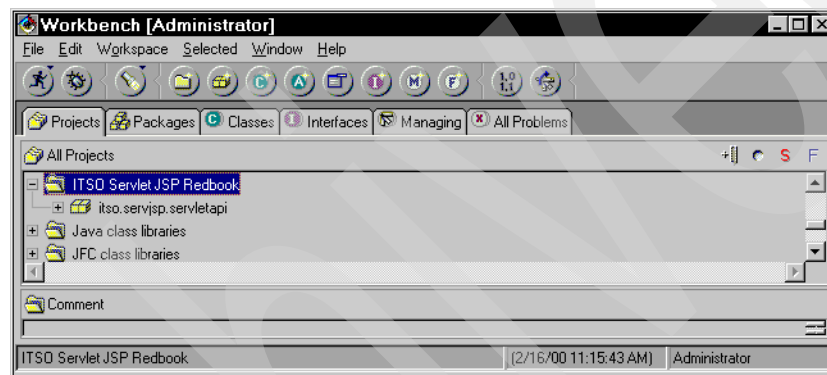 Workbench [Administrator]
File Edit Workspace Selected Window Help
Projects Packages Classes Interfaces Managing All Problems
All Projects S F
ITSO Servlet JSP Redbook
itso.servjsp.servletapi
Java class libraries
JFC class libraries
Comment
ITSO Servlet JSP Redbook (2/16/00 11:15:43 AM) Administrator